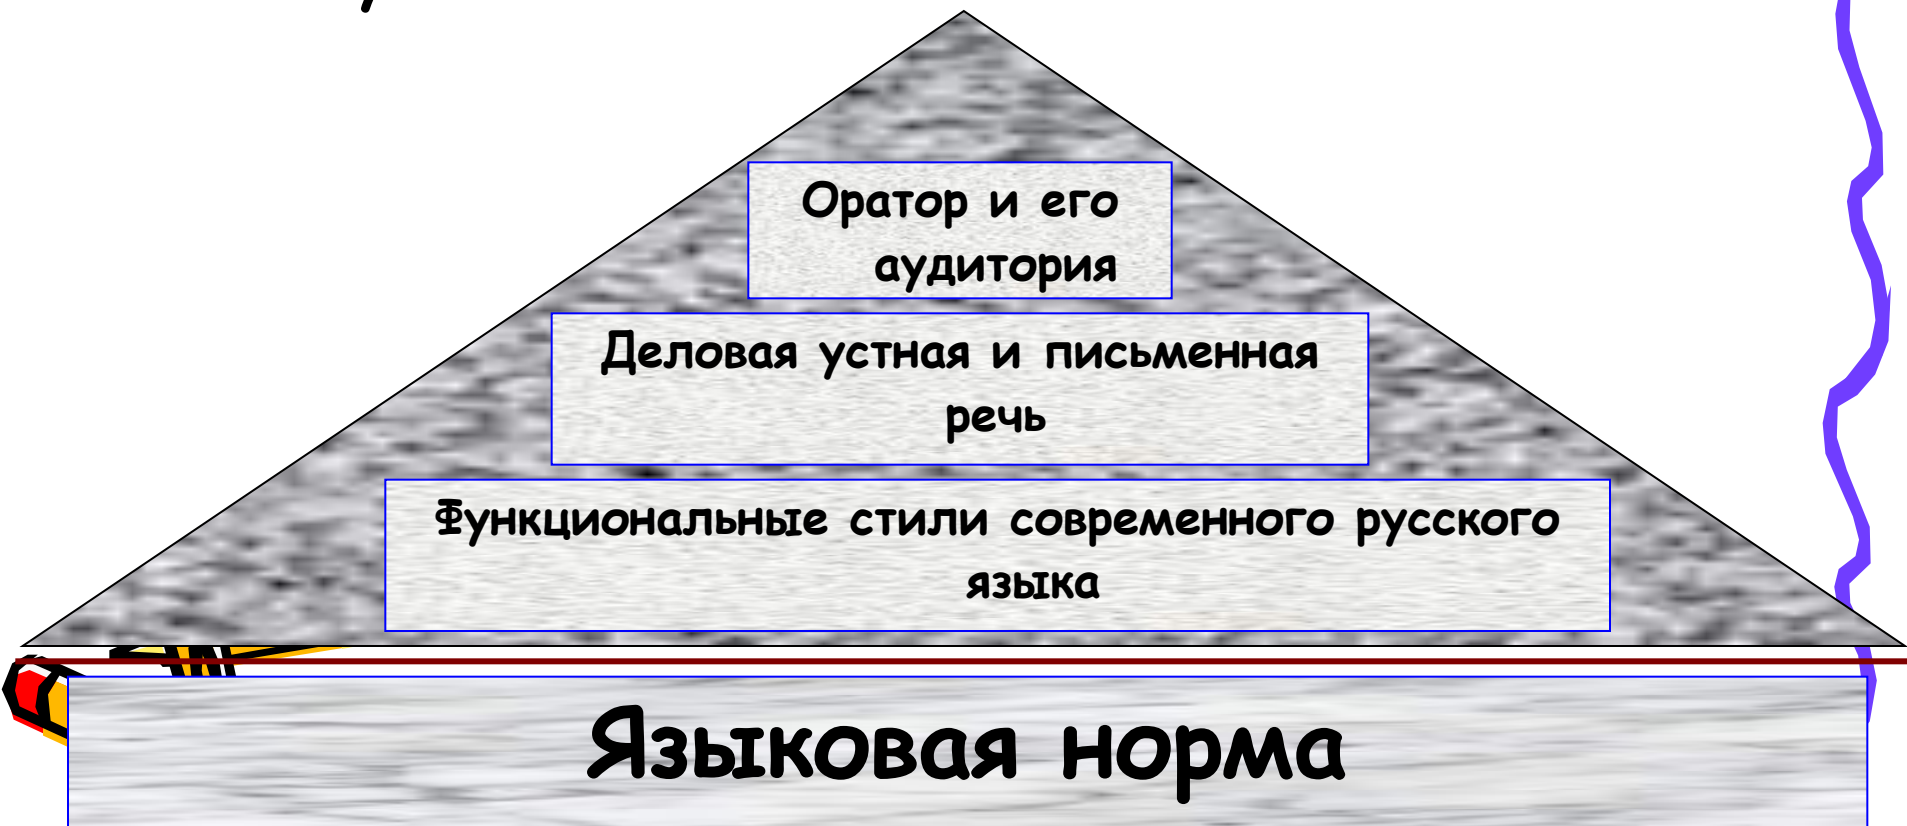 Оратор и его
аудитория
Деловая устная и письменная
речь
Функциональные стили современного русского
языка
Языковая норма